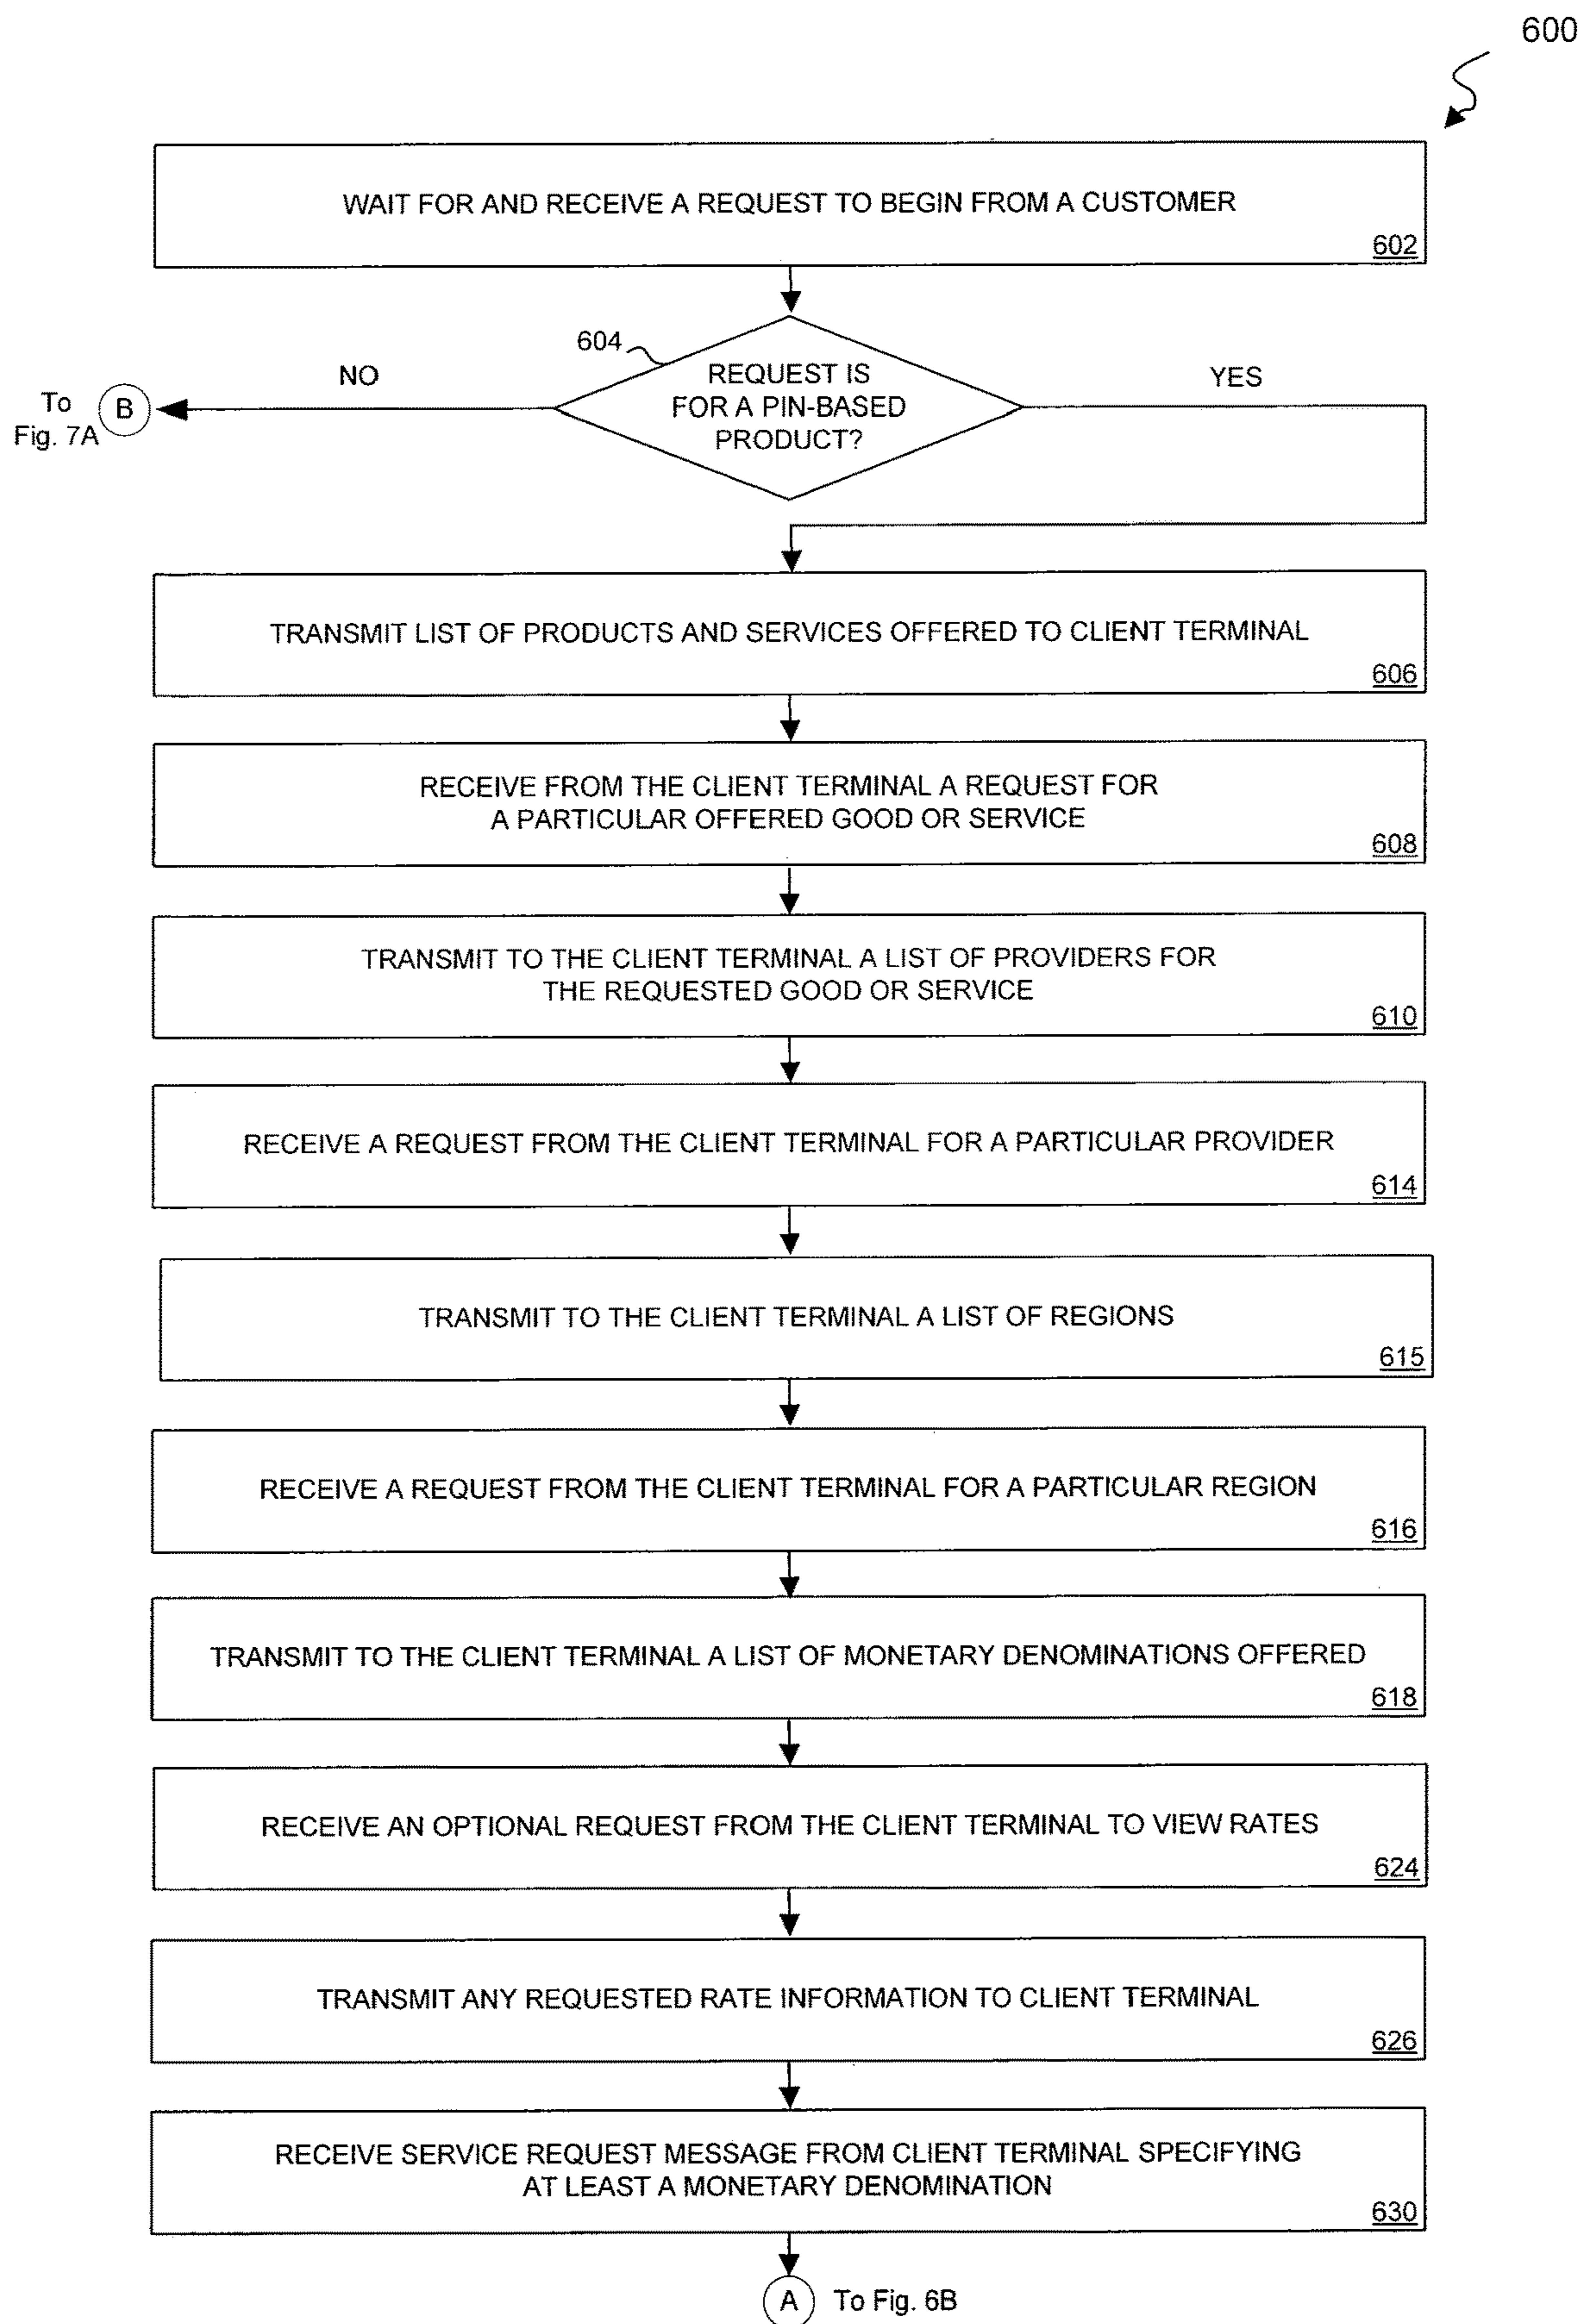 600
WAIT FOR AND RECEIVE A REQUEST TO BEGIN FROM A CUSTOMER
602
604
REQUEST IS
FOR A PIN-BASED
PRODUCT?
NO
YES
To
Fig. 7A
B
TRANSMIT LIST OF PRODUCTS AND SERVICES OFFERED TO CLIENT TERMINAL
606
RECEIVE FROM THE CLIENT TERMINAL A REQUEST FOR
A PARTICULAR OFFERED GOOD OR SERVICE
608
TRANSMIT TO THE CLIENT TERMINAL A LIST OF PROVIDERS FOR
THE REQUESTED GOOD OR SERVICE
610
RECEIVE A REQUEST FROM THE CLIENT TERMINAL FOR A PARTICULAR PROVIDER
614
TRANSMIT TO THE CLIENT TERMINAL A LIST OF REGIONS
615
RECEIVE A REQUEST FROM THE CLIENT TERMINAL FOR A PARTICULAR REGION
616
TRANSMIT TO THE CLIENT TERMINAL A LIST OF MONETARY DENOMINATIONS OFFERED
618
RECEIVE AN OPTIONAL REQUEST FROM THE CLIENT TERMINAL TO VIEW RATES
624
TRANSMIT ANY REQUESTED RATE INFORMATION TO CLIENT TERMINAL
626
RECEIVE SERVICE REQUEST MESSAGE FROM CLIENT TERMINAL SPECIFYING
AT LEAST A MONETARY DENOMINATION
630
A To Fig. 6B